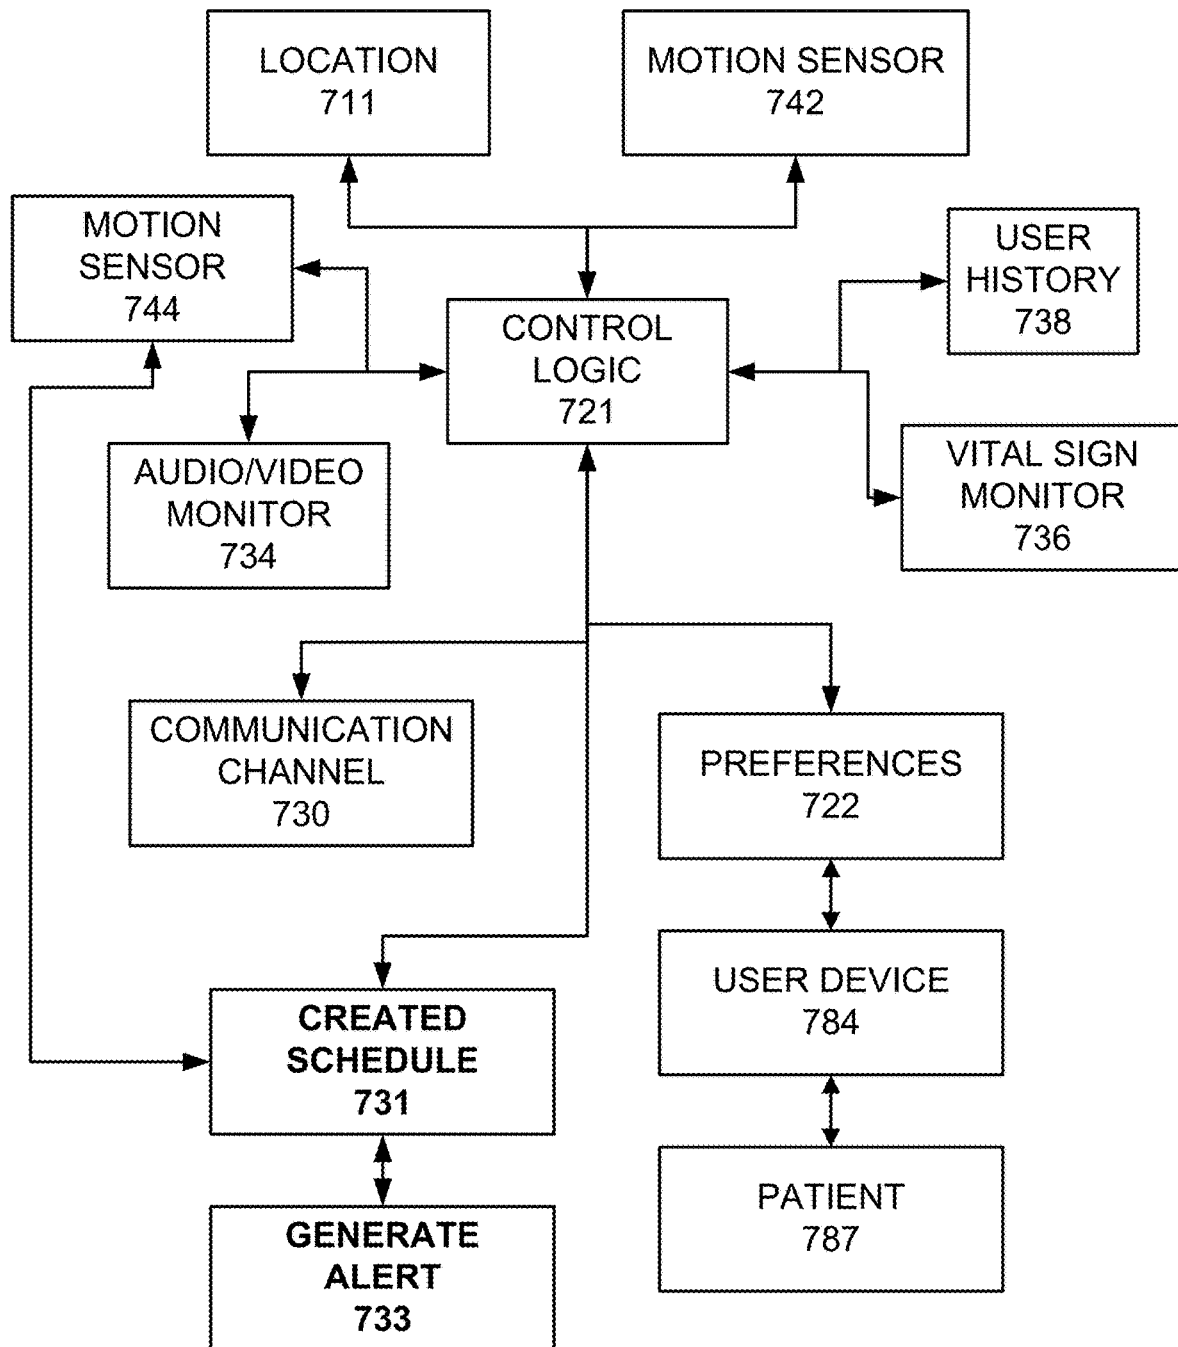 LOCATION
711
MOTION SENSOR
742
MOTION
SENSOR
744
USER
HISTORY
738
CONTROL
LOGIC
721
AUDIO/VIDEO
MONITOR
734
VITAL SIGN
MONITOR
736
COMMUNICATION
CHANNEL
730
PREFERENCES
722
USER DEVICE
784
CREATED
SCHEDULE
731
PATIENT
787
GENERATE
ALERT
733